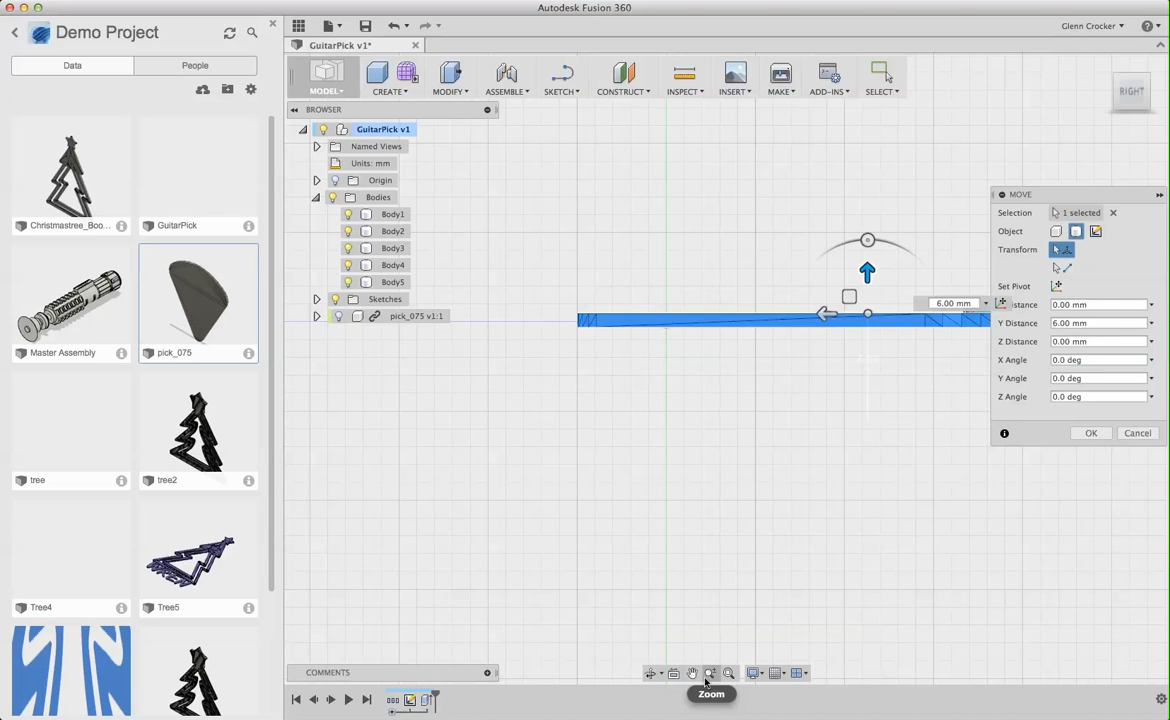 Autodesk Fusion 360
Demo Project
Glenn Crocker
GuitarPick v1*
Data
People
MODEL
CREATE
MODIFY
ASSEMBLE
SKETCH
CONSTRUCT
INSPECT
INSERT
MAKE
ADD-INS
SELECT
RIGHT
BROWSER
GuitarPick v1
Named Views
Units: mm
Origin
Bodies
Body1
Body2
Body3
Body4
Body5
Sketches
pick_075 v1:1
Christmastree_Boo...
GuitarPick
Master Assembly
pick_075
tree
tree2
Tree4
Tree5
MOVE
Selection 1 selected
Object
Transform
Set Pivot
6.00 mm
istance 0.00 mm
Y Distance 6.00 mm
Z Distance 0.00 mm
X Angle 0.0 deg
Y Angle 0.0 deg
Z Angle 0.0 deg
OK Cancel
COMMENTS
Zoom